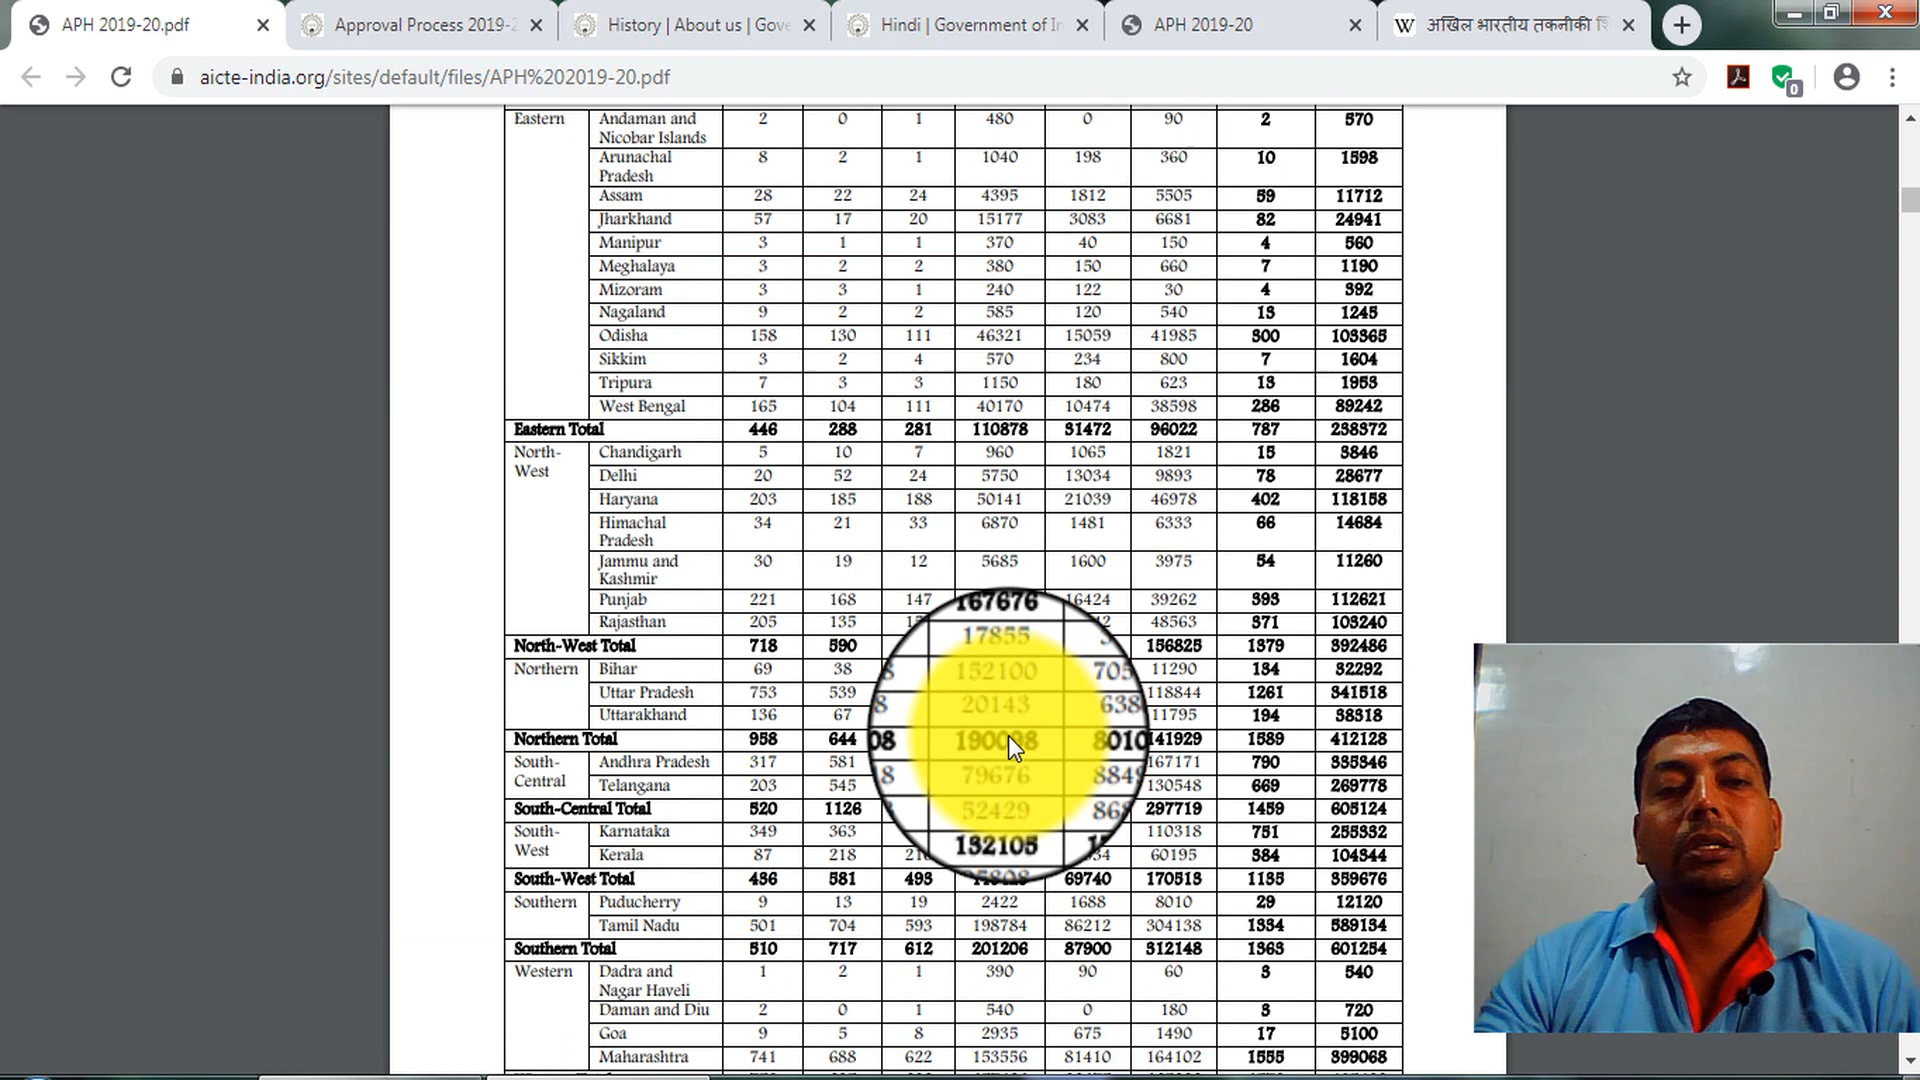 APH 2019-20.pdf
Approval Process 2019-2
History | About us | Gove
Hindi | Government of In
APH 2019-20
W अखिल भारतीय तकनीकी शि
aicte-india.org/sites/default/files/APH%202019-20.pdf
0
Eastern Andaman and Nicobar Islands 2 0 1 480 0 90 2 570
Arunachal Pradesh 8 2 1 1040 198 360 10 1598
Assam 28 22 24 4395 1812 5505 59 11712
Jharkhand 57 17 20 15177 3083 6681 82 24941
Manipur 3 1 1 370 40 150 4 560
Meghalaya 3 2 2 380 150 660 7 1190
Mizoram 3 3 1 240 122 30 4 392
Nagaland 9 2 2 585 120 540 13 1245
Odisha 158 130 111 46321 15059 41985 300 103365
Sikkim 3 2 4 570 234 800 7 1604
Tripura 7 3 3 1150 180 623 13 1953
West Bengal 165 104 111 40170 10474 38598 286 89242
Eastern Total 446 288 281 110878 31472 96022 787 238372
North-West Chandigarh 5 10 7 960 1065 1821 15 3846
Delhi 20 52 24 5750 13034 9893 78 28677
Haryana 203 185 188 50141 21039 46978 402 118158
Himachal Pradesh 34 21 33 6870 1481 6333 66 14684
Jammu and Kashmir 30 19 12 5685 1600 3975 54 11260
Punjab 221 168 147 16424 39262 393 112621
Rajasthan 205 135 48563 371 103240
North-West Total 718 590 167676 156825 1379 392486
Northern Bihar 69 38 17855 11290 134 32292
Uttar Pradesh 753 539 152100 705 118844 1261 341518
Uttarakhand 136 67 20143 638 11795 194 38318
Northern Total 958 644 08 190098 8010 141929 1589 412128
South-Central Andhra Pradesh 317 581 79676 884 167171 790 335346
Telangana 203 545 52429 86 130548 669 269778
South-Central Total 520 1126 132105 297719 1459 605124
South-West Karnataka 349 363 110318 751 255332
Kerala 87 218 60195 384 104344
South-West Total 436 581 493 69740 170513 1135 359676
Southern Puducherry 9 13 19 2422 1688 8010 29 12120
Tamil Nadu 501 704 593 198784 86212 304138 1334 589134
Southern Total 510 717 612 201206 87900 312148 1363 601254
Western Dadra and Nagar Haveli 1 2 1 390 90 60 3 540
Daman and Diu 2 0 1 540 0 180 3 720
Goa 9 5 8 2935 675 1490 17 5100
Maharashtra 741 688 622 153556 81410 164102 1555 399068